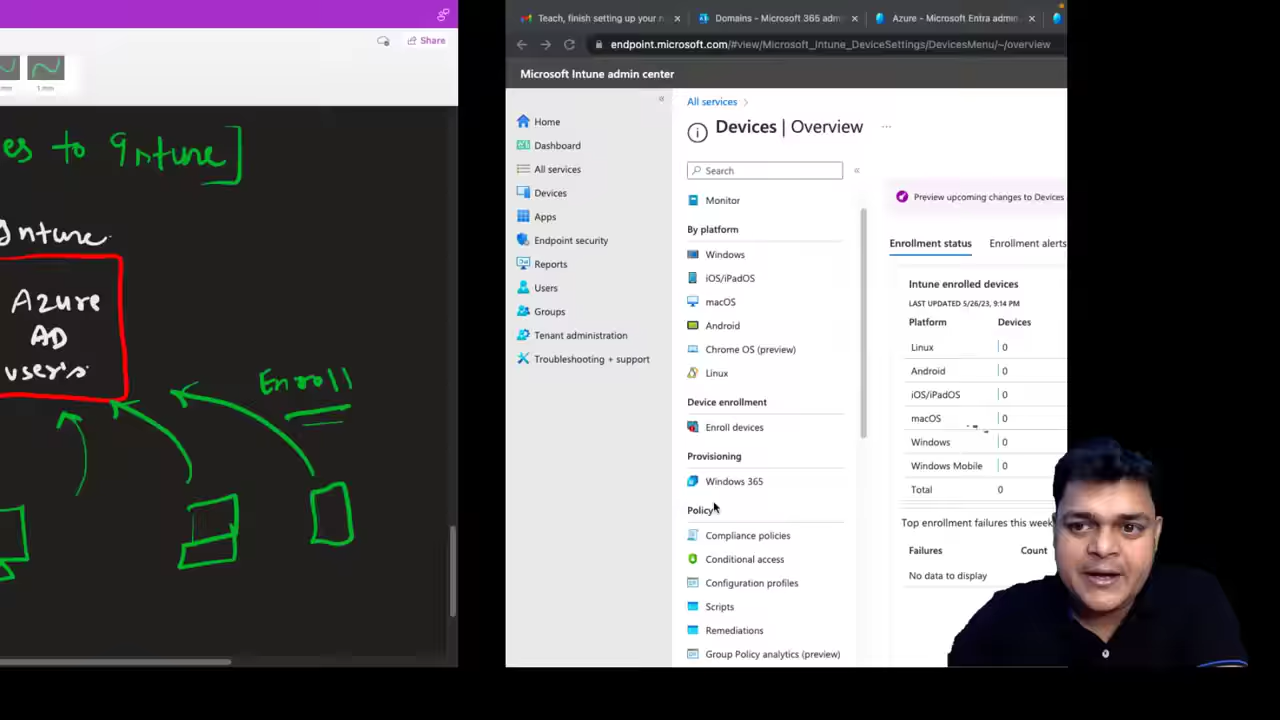 Share
mm
1 mm
es to Intune]
Intune
Azure
AD
users
Enroll
Teach, finish setting up your n
Domains - Microsoft 365 adm
Azure - Microsoft Entra admin
endpoint.microsoft.com/#view/Microsoft_Intune_DeviceSettings/DevicesMenu/~/overview
Microsoft Intune admin center
Home
Dashboard
All services
Devices
Apps
Endpoint security
Reports
Users
Groups
Tenant administration
Troubleshooting + support
All services
Devices | Overview
Search
Monitor
By platform
Windows
iOS/iPadOS
macOS
Android
Chrome OS (preview)
Linux
Device enrollment
Enroll devices
Provisioning
Windows 365
Policy
Compliance policies
Conditional access
Configuration profiles
Scripts
Remediations
Group Policy analytics (preview)
Preview upcoming changes to Devices
Enrollment status Enrollment alerts
Intune enrolled devices
LAST UPDATED 5/26/23, 9:14 PM
Platform Devices
Linux 0
Android 0
iOS/iPadOS 0
macOS 0
Windows 0
Windows Mobile 0
Total 0
Top enrollment failures this week
Failures Count
No data to display